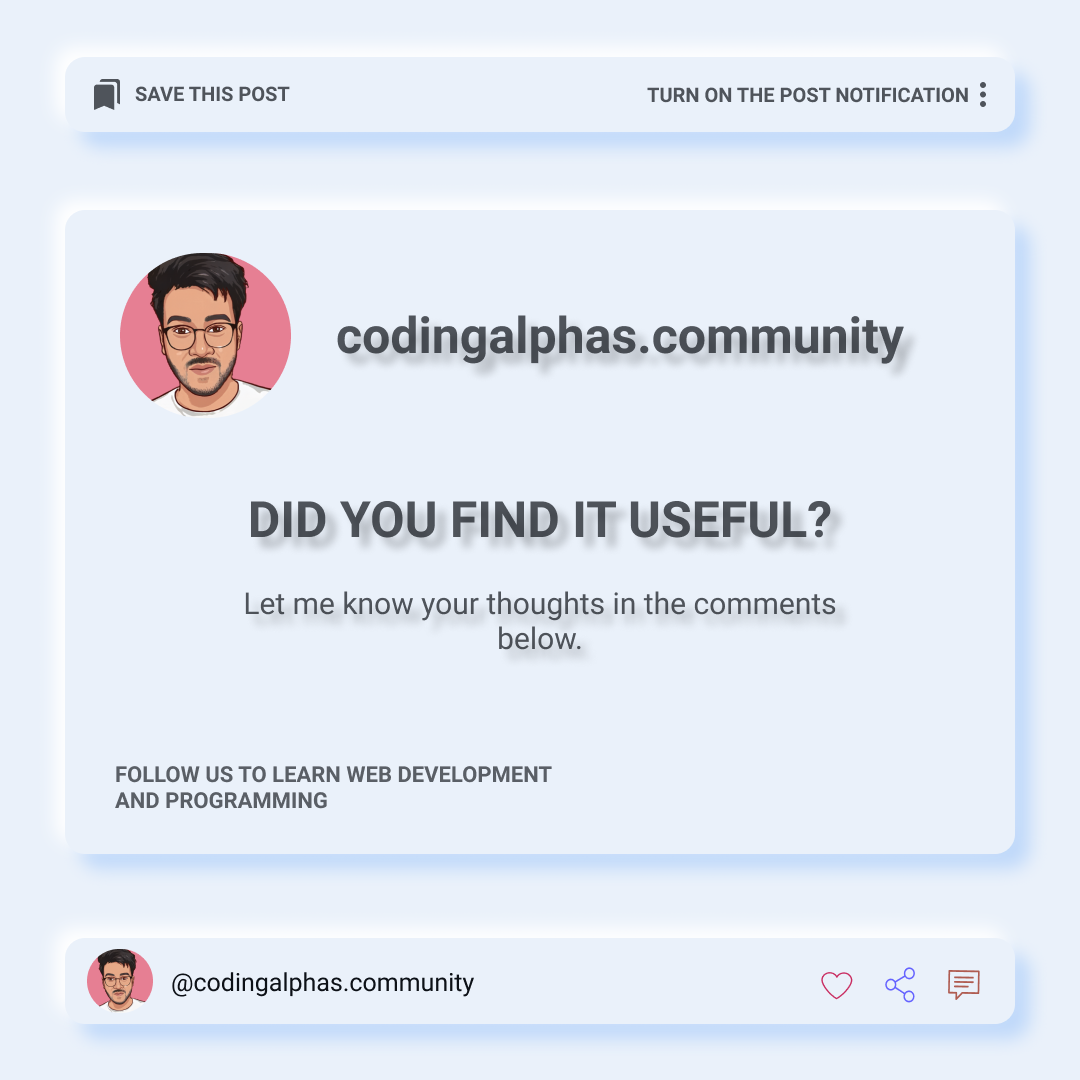 SAVE THIS POST
TURN ON THE POST NOTIFICATION
codingalphas.community
DID YOU FIND IT USEFUL?
Let me know your thoughts in the comments
below.
FOLLOW US TO LEARN WEB DEVELOPMENT
AND PROGRAMMING
@codingalphas.community